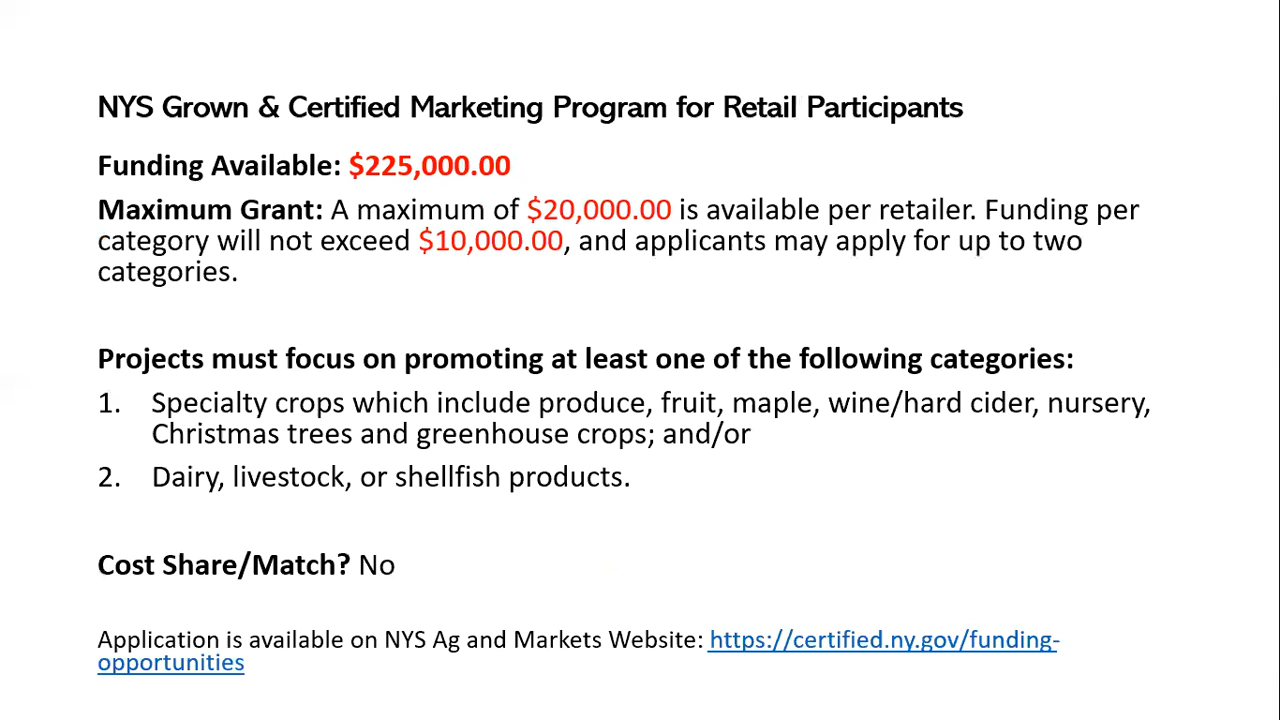 NYS Grown & Certified Marketing Program for Retail Participants
Funding Available: $225,000.00
Maximum Grant: A maximum of $20,000.00 is available per retailer. Funding per
category will not exceed $10,000.00, and applicants may apply for up to two
categories.
Projects must focus on promoting at least one of the following categories:
1. Specialty crops which include produce, fruit, maple, wine/hard cider, nursery,
Christmas trees and greenhouse crops; and/or
2. Dairy, livestock, or shellfish products.
Cost Share/Match? No
Application is available on NYS Ag and Markets Website: https://certified.ny.gov/funding-
opportunities